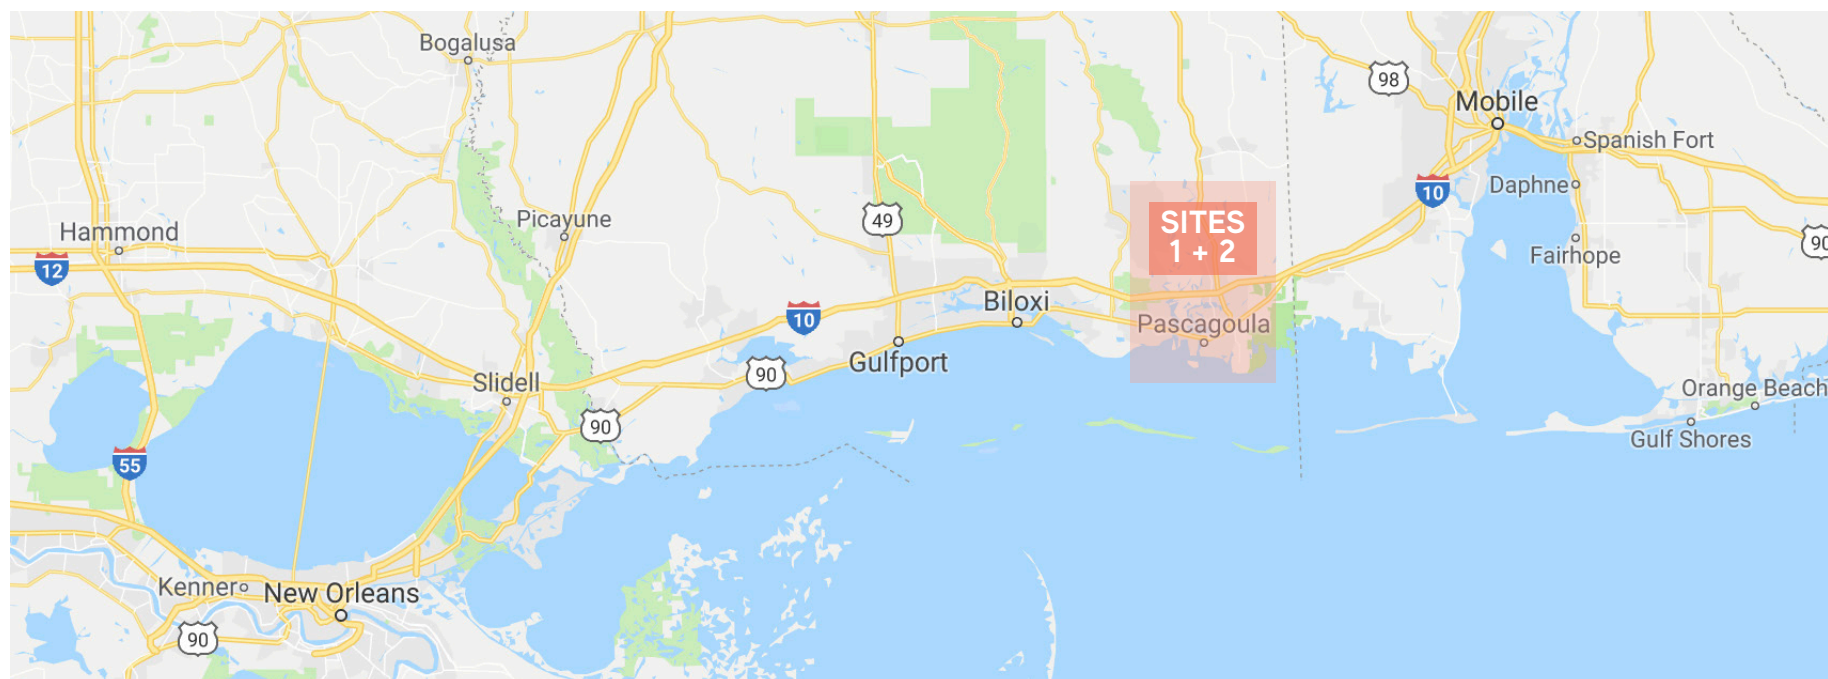 Bogalusa
98
Mobile
Spanish Fort
Daphne
10
Picayune
49
SITES
1 + 2
Hammond
12
90
Fairhope
Biloxi
10
Pascagoula
Gulfport
90
Slidell
Orange Beach
90
Gulf Shores
55
Kenner
New Orleans
90